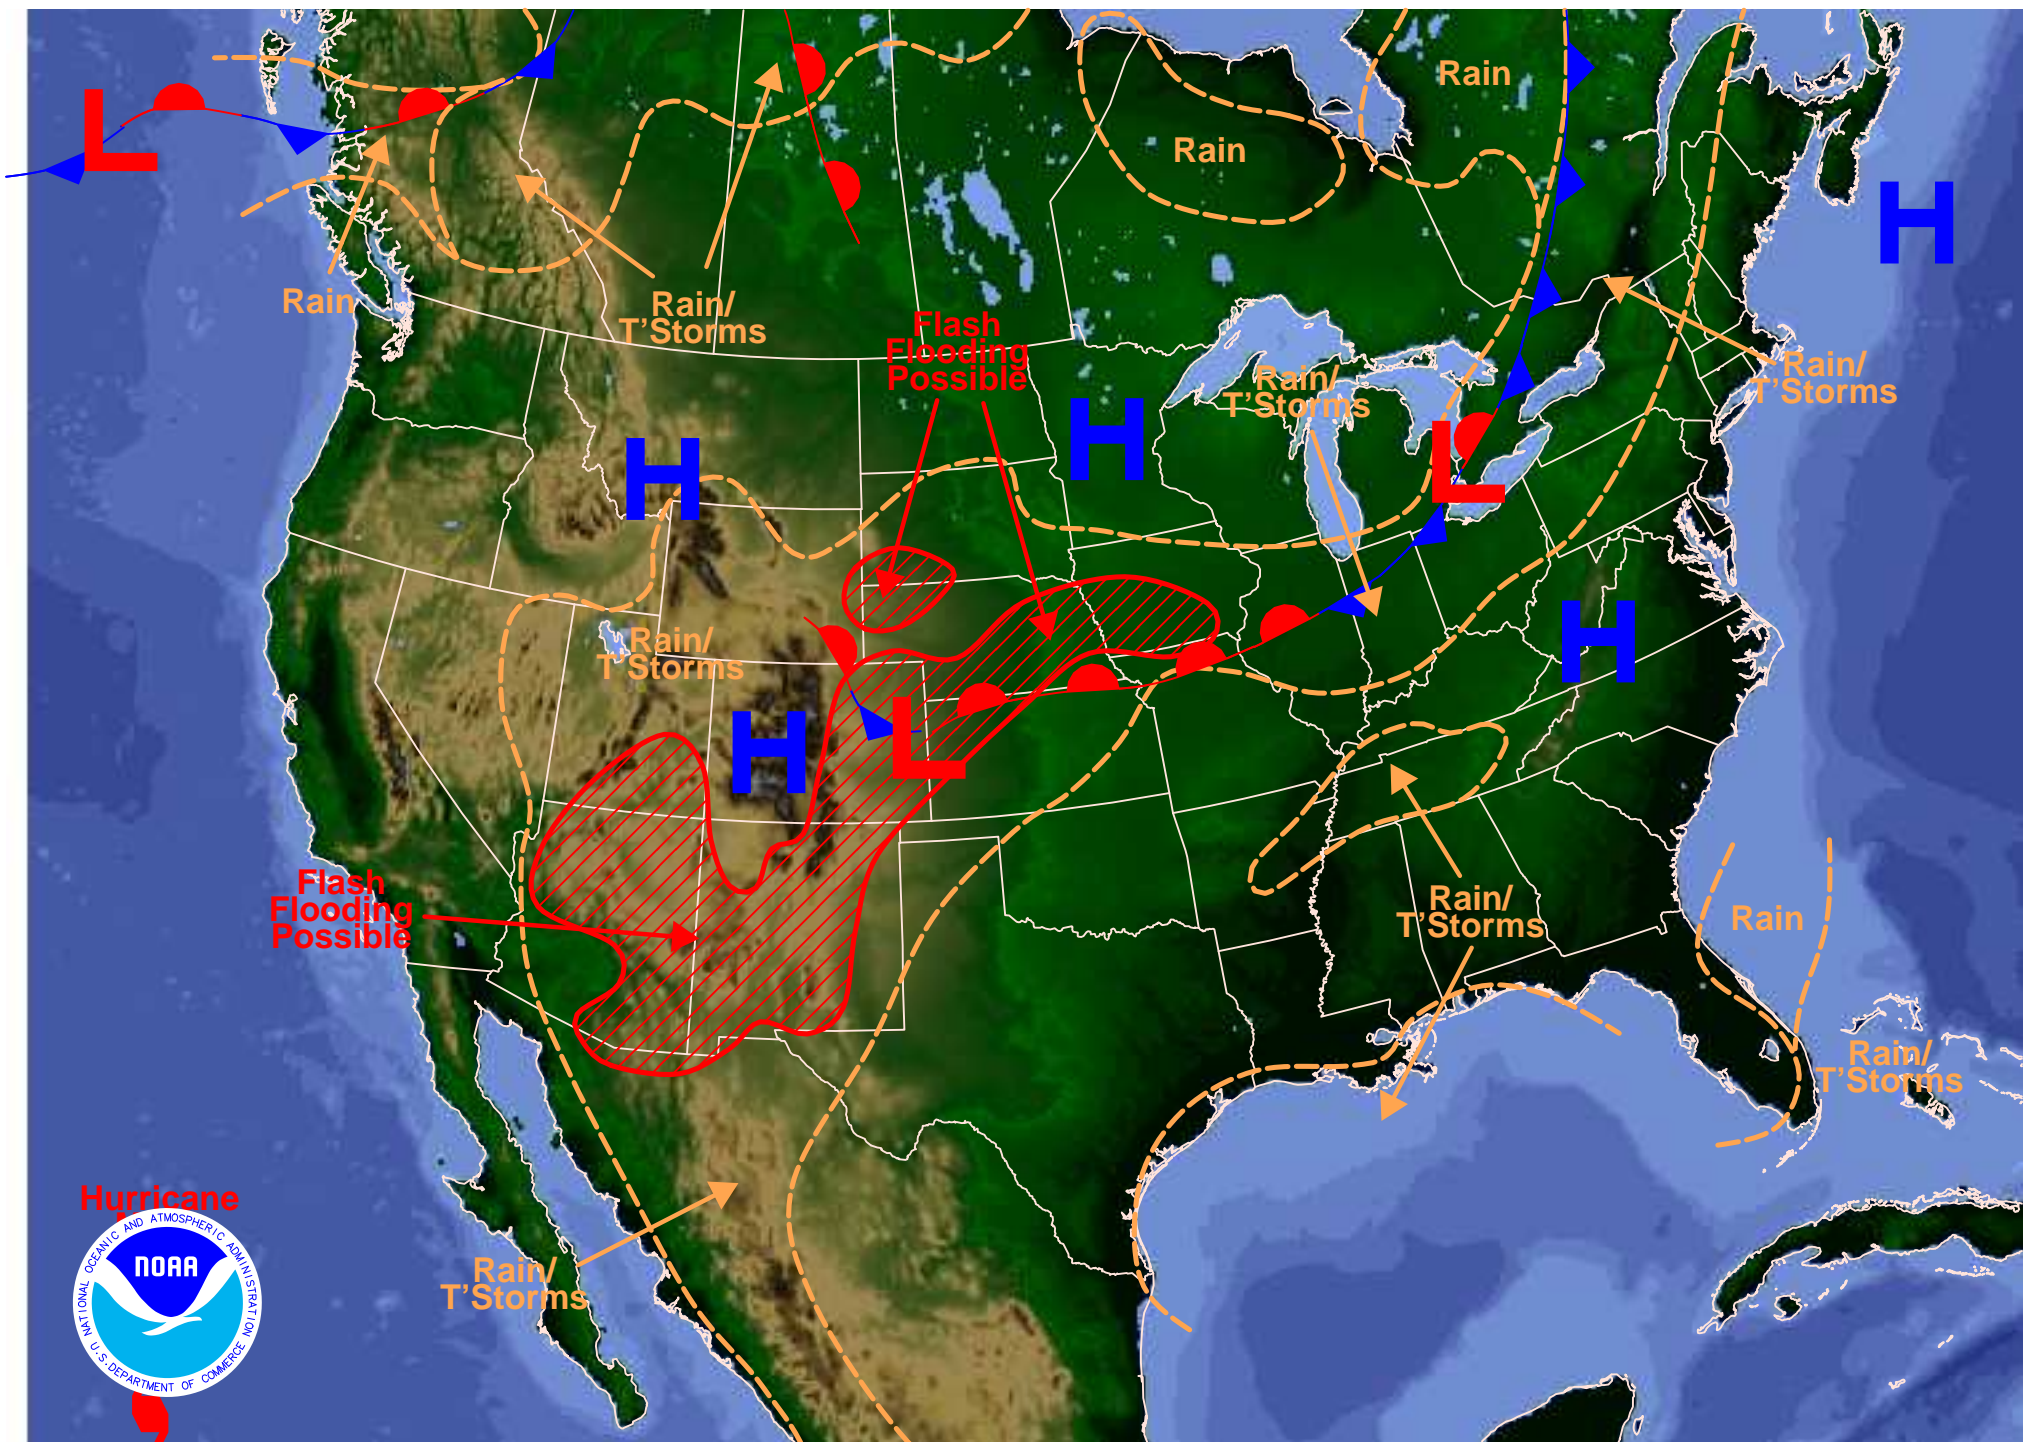 L
Rain
Rain
Rain
Rain/
T'Storms
H
Flash
Flooding
Possible
Rain/
T'Storms
Rain/
T'Storms
H
H
L
Rain/
T'Storms
H
H
L
Flash
Flooding
Possible
Rain/
T'Storms
Rain
Rain/
T'Storms
Hurricane
NATIONAL OCEANIC AND ATMOSPHERIC ADMINISTRATION
NOAA
U.S. DEPARTMENT OF COMMERCE
Rain/
T'Storms